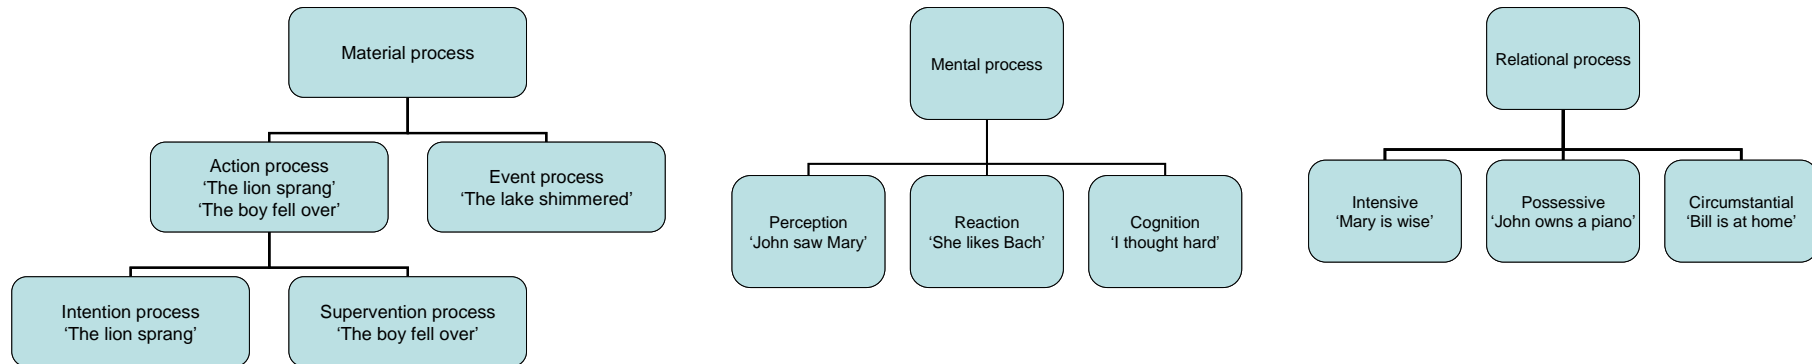 Material process
Action process
‘The lion sprang’
‘The boy fell over’
Event process
‘The lake shimmered’
Intention process
‘The lion sprang’
Supervention process
‘The boy fell over’
Mental process
Perception
‘John saw Mary’
Reaction
‘She likes Bach’
Cognition
‘I thought hard’
Relational process
Intensive
‘Mary is wise’
Possessive
‘John owns a piano’
Circumstantial
‘Bill is at home’